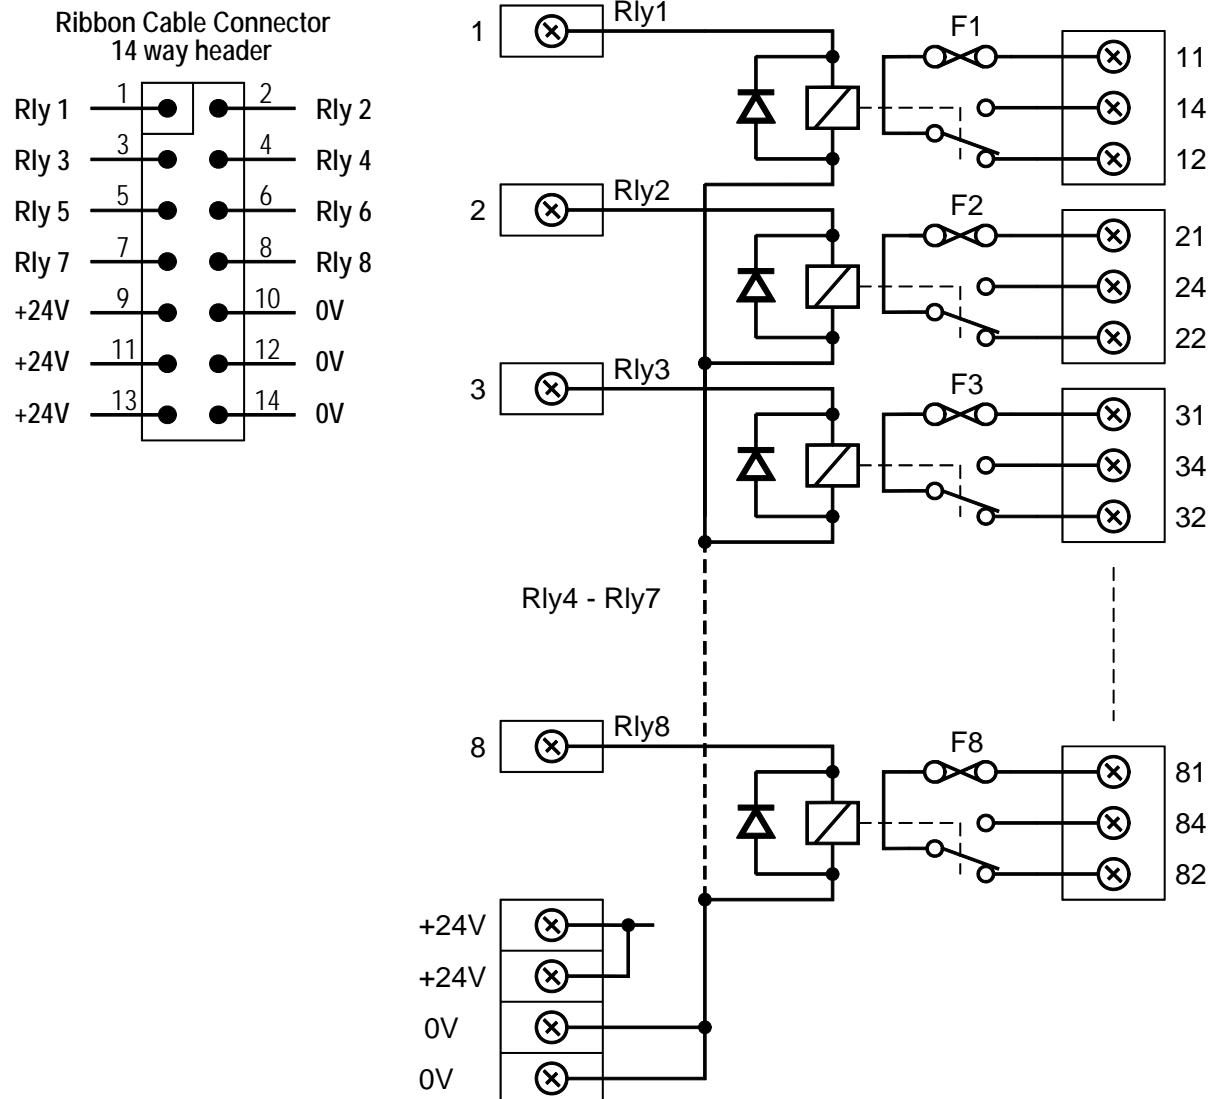 Ribbon Cable Connector
14 way header
Rly 1 1 2 Rly 2
Rly 3 3 4 Rly 4
Rly 5 5 6 Rly 6
Rly 7 7 8 Rly 8
+24V 9 10 0V
+24V 11 12 0V
+24V 13 14 0V
1 Rly1 F1 11
14
12
2 Rly2 F2 21
24
22
3 Rly3 F3 31
34
32
Rly4 - Rly7
8 Rly8 F8 81
84
82
+24V
+24V
0V
0V